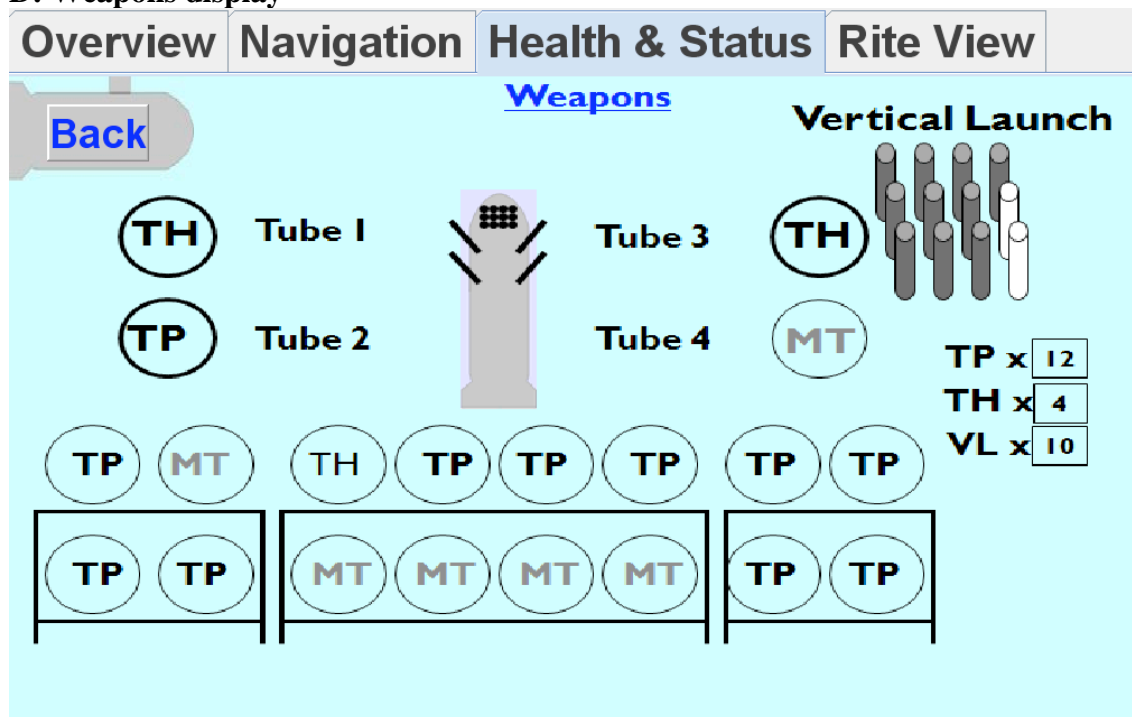 D. Weapons display
Overview Navigation Health & Status Rite View
Weapons
Back
Vertical Launch
TH Tube 1 Tube 3 TH
TP Tube 2 Tube 4 MT
TP x 12
TH x 4
VL x 10
TP MT TH TP TP TP TP TP
TP TP MT MT MT MT TP TP